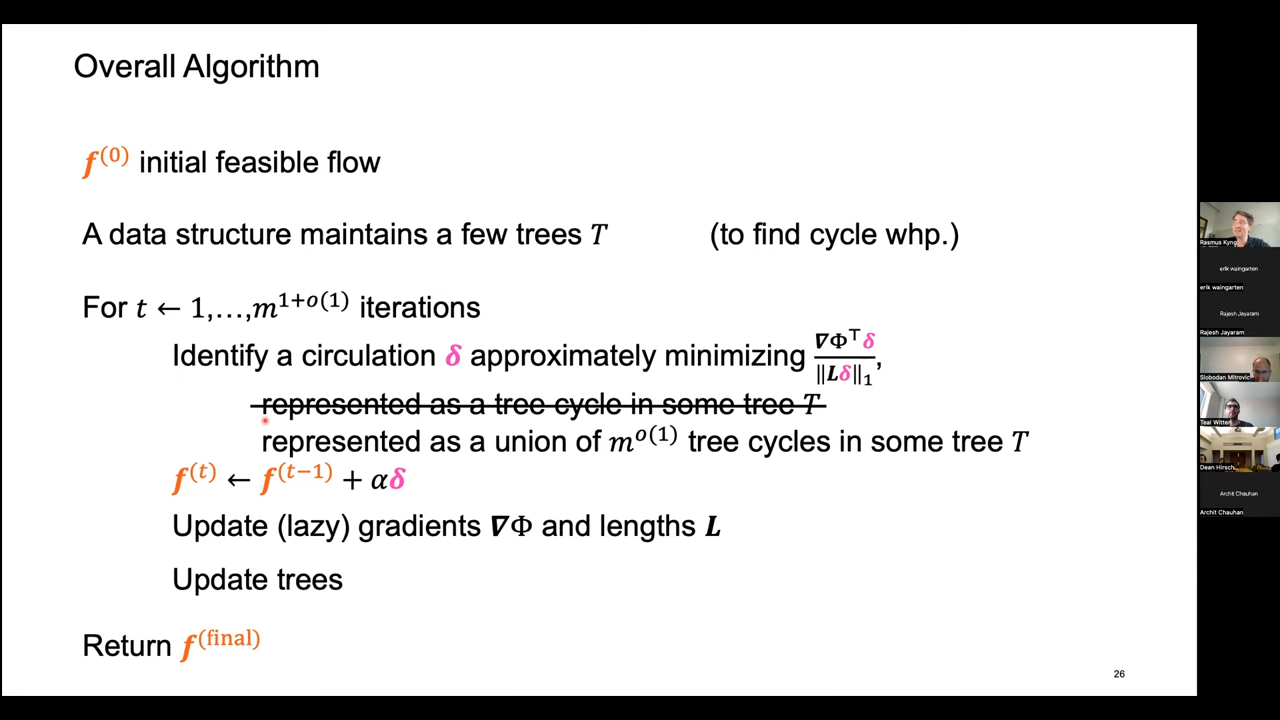 Overall Algorithm
f^(0) initial feasible flow
A data structure maintains a few trees T (to find cycle whp.)
For t ← 1,…,m^{1+o(1)} iterations
Identify a circulation δ approximately minimizing ∇Φ^⊤δ / ‖Lδ‖₁,
represented as a tree cycle in some tree T
represented as a union of m^{o(1)} tree cycles in some tree T
f^(t) ← f^(t−1) + αδ
Update (lazy) gradients ∇Φ and lengths L
Update trees
Return f^(final)
26
Rasmus Kyng
erik waingarten
erik waingarten
Rajesh Jayaram
Rajesh Jayaram
Slobodan Mitrovic
Teal Witter
Dean Hirsch
Archit Chauhan
Archit Chauhan